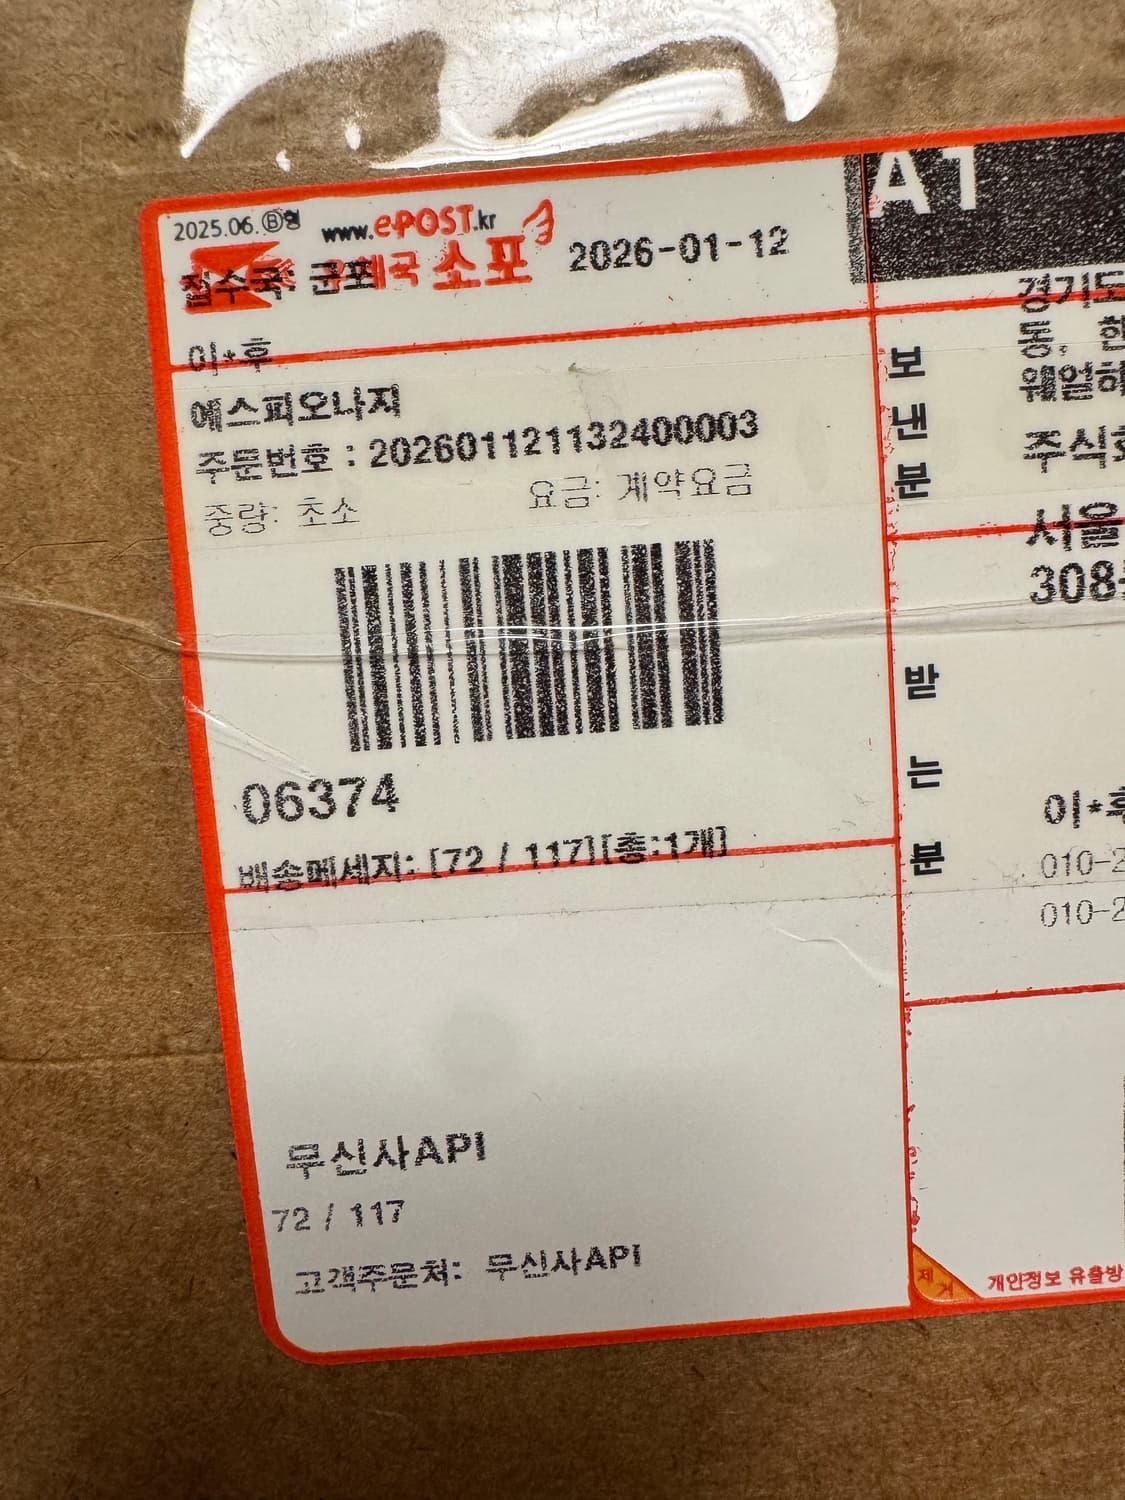 2025.06.Ⓑ형
www.ePOST.kr
우체국 소포
2026-01-12
접수국: 군포
이*후
에스피오나지
주문번호 : 202601121132400003
중량: 초소
요금: 계약요금
06374
배송메세지: [72 / 117][총:1개]
무신사API
72 / 117
고객주문처: 무신사API
A1
보낸분
경기도
동,
웨얼하
주식회
서울
308-
받는분
이*후
010-2
010-2
제거
개인정보 유출방